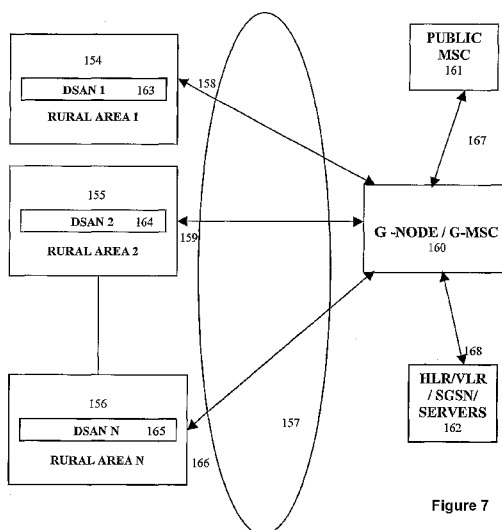 154
DSAN 1 163
RURAL AREA 1
158
PUBLIC
MSC
161
167
155
DSAN 2 164
RURAL AREA 2
159
G -NODE / G-MSC
160
168
156
DSAN N 165
RURAL AREA N
166
157
HLR/VLR
/ SGSN/
SERVERS
162
Figure 7